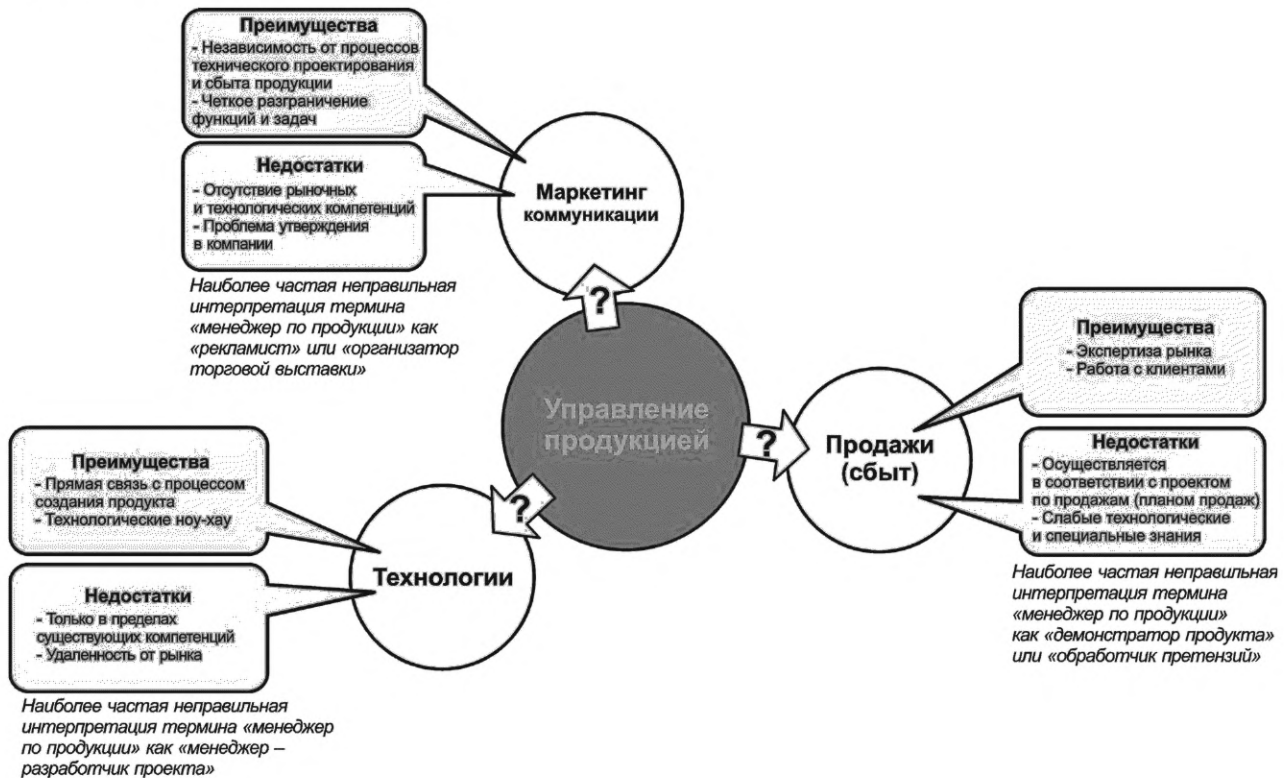 Преимущества
- Независимость от процессов
технического проектирования
и сбыта продукции
- Четкое разграничение
функций и задач
Недостатки
- Отсутствие рыночных
и технологических компетенций
- Проблема утверждения
в компании
Наиболее частая неправильная
интерпретация термина
«менеджер по продукции» как
«рекламист» или «организатор
торговой выставки»
Маркетинг
коммуникации
?
Управление
продукцией
?
Продажи
(сбыт)
Преимущества
- Экспертиза рынка
- Работа с клиентами
Недостатки
- Осуществляется
в соответствии с проектом
по продажам (планом продаж)
- Слабые технологические
и специальные знания
Наиболее частая неправильная
интерпретация термина
«менеджер по продукции»
как «демонстратор продукта»
или «обработчик претензий»
?
Технологии
Преимущества
- Прямая связь с процессом
создания продукта
- Технологические ноу-хау
Недостатки
- Только в пределах
существующих компетенций
- Удаленность от рынка
Наиболее частая неправильная
интерпретация термина «менеджер
по продукции» как «менеджер –
разработчик проекта»